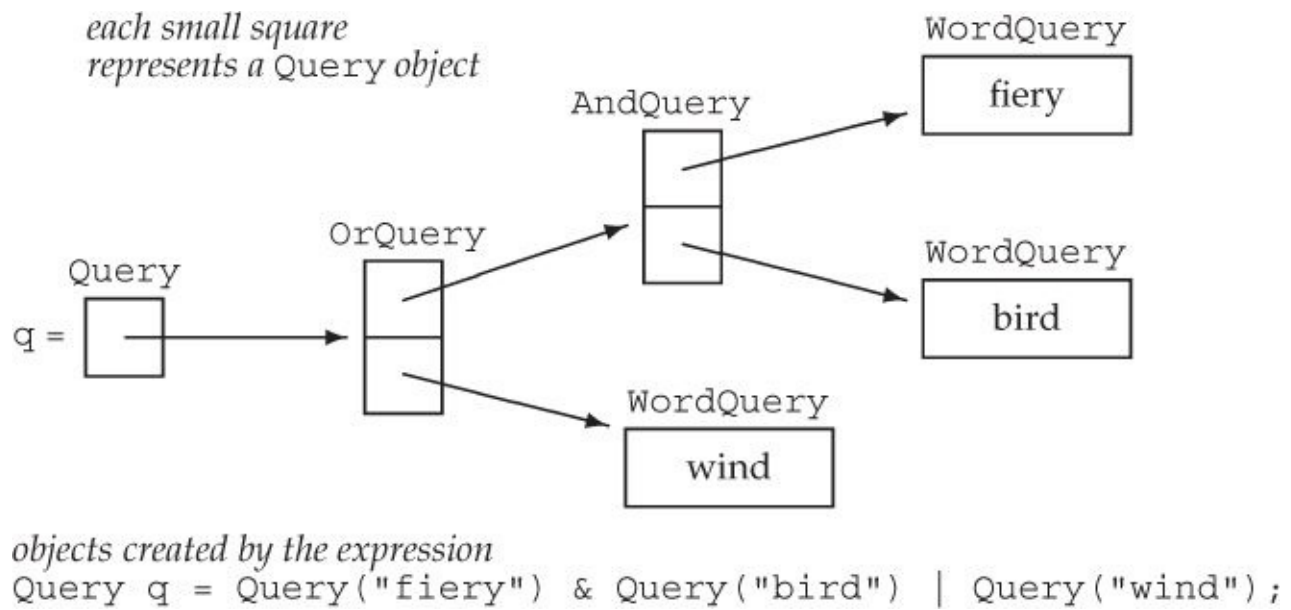 each small square
represents a Query object
WordQuery
fiery
AndQuery
OrQuery
WordQuery
bird
Query
q =
WordQuery
wind
objects created by the expression
Query q = Query("fiery") & Query("bird") | Query("wind");